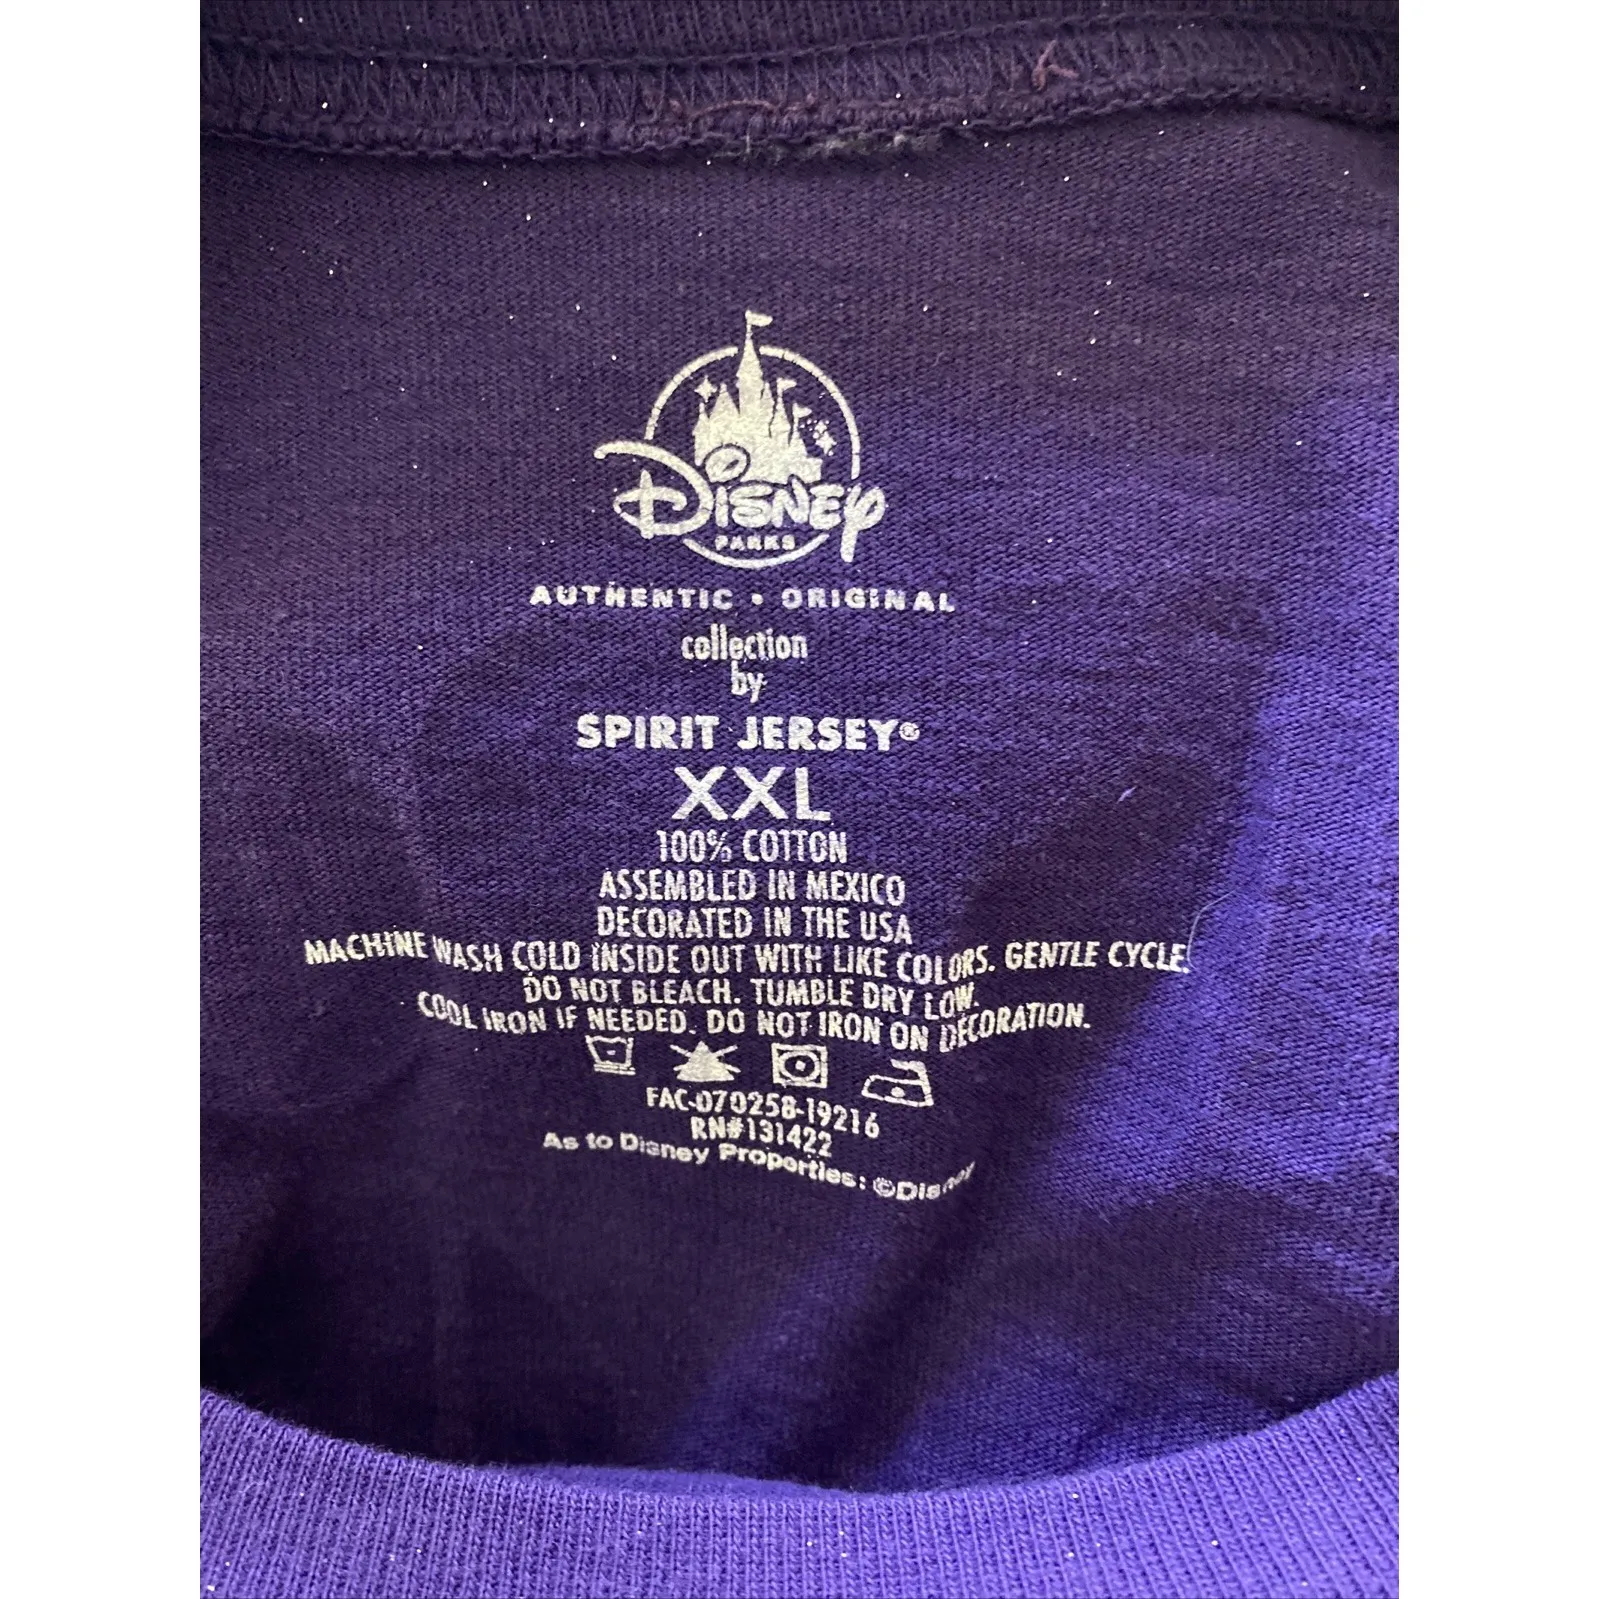 Disney
PARKS
AUTHENTIC • ORIGINAL
collection
by
SPIRIT JERSEY®
XXL
100% COTTON
ASSEMBLED IN MEXICO
DECORATED IN THE USA
MACHINE WASH COLD INSIDE OUT WITH LIKE COLORS. GENTLE CYCLE.
DO NOT BLEACH. TUMBLE DRY LOW.
COOL IRON IF NEEDED. DO NOT IRON ON DECORATION.
FAC-070258-19216
RN#131422
As to Disney Properties: ©Disney